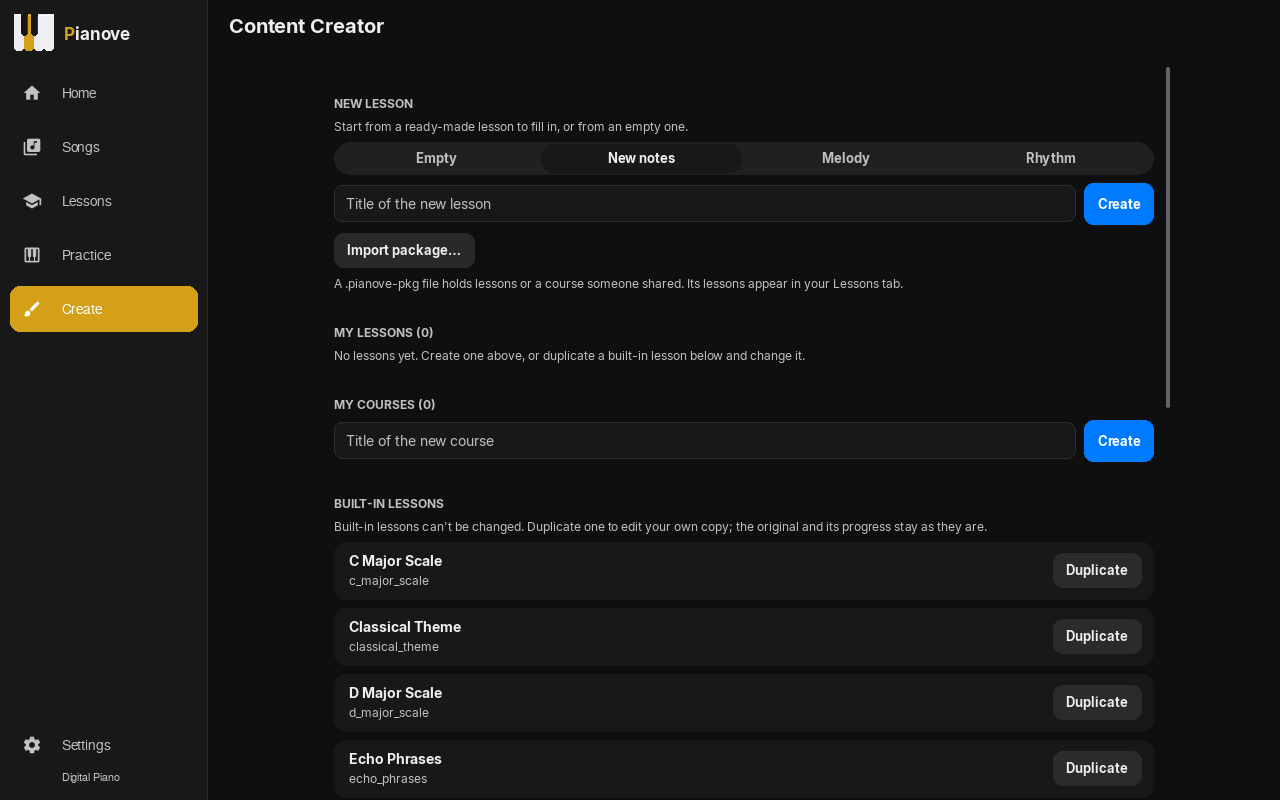 Pianove
Home
Songs
Lessons
Practice
Create
Settings
Digital Piano
Content Creator
NEW LESSON
Start from a ready-made lesson to fill in, or from an empty one.
Empty
New notes
Melody
Rhythm
Title of the new lesson
Create
Import package...
A .pianove-pkg file holds lessons or a course someone shared. Its lessons appear in your Lessons tab.
MY LESSONS (0)
No lessons yet. Create one above, or duplicate a built-in lesson below and change it.
MY COURSES (0)
Title of the new course
Create
BUILT-IN LESSONS
Built-in lessons can't be changed. Duplicate one to edit your own copy; the original and its progress stay as they are.
C Major Scale
c_major_scale
Duplicate
Classical Theme
classical_theme
Duplicate
D Major Scale
d_major_scale
Duplicate
Echo Phrases
echo_phrases
Duplicate